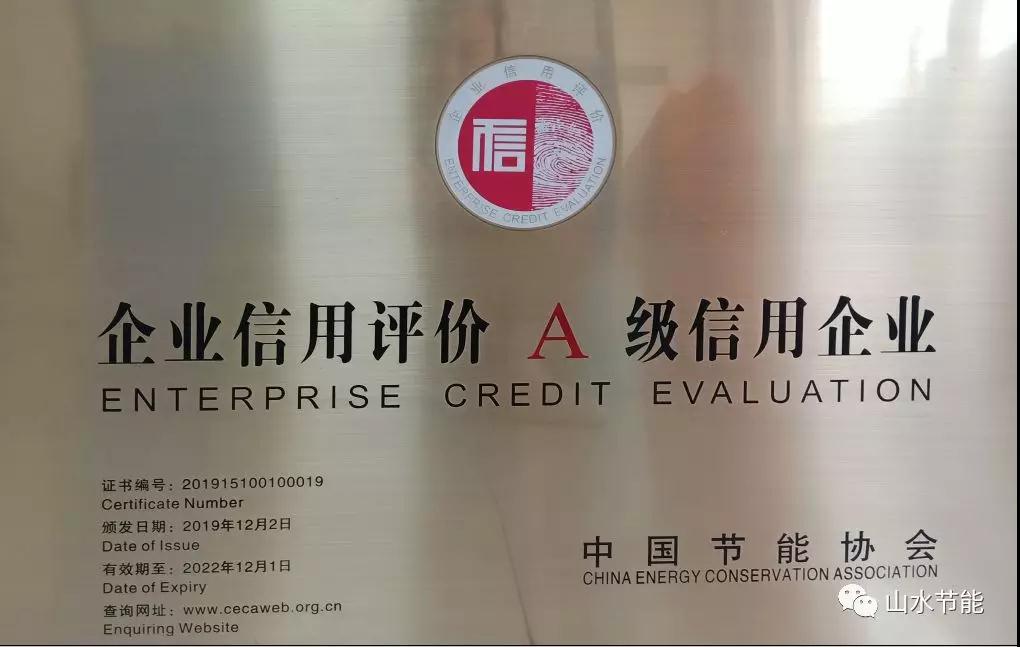 企业信用评价
信
ENTERPRISE CREDIT EVALUATION
企业信用评价 A 级信用企业
ENTERPRISE CREDIT EVALUATION
证书编号：201915100100019
Certificate Number
颁发日期：2019年12月2日
Date of Issue
有效期至：2022年12月1日
Date of Expiry
查询网址：www.cecaweb.org.cn
Enquiring Website
中国节能协会
CHINA ENERGY CONSERVATION ASSOCIATION
山水节能